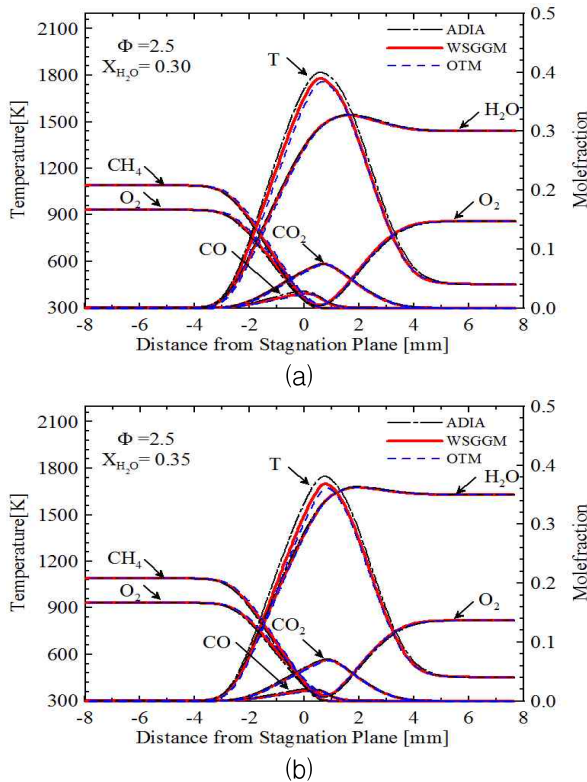 2100
1800
1500
1200
900
600
300
Temperature[K]
Φ =2.5
X_H₂O= 0.30
T
ADIA
WSGGM
OTM
H₂O
CH₄
O₂
O₂
CO₂
CO
0.5
0.4
0.3
0.2
0.1
0.0
Molefraction
-8 -6 -4 -2 0 2 4 6 8
Distance from Stagnation Plane [mm]
(a)
2100
1800
1500
1200
900
600
300
Temperature[K]
Φ =2.5
X_H₂O= 0.35
T
ADIA
WSGGM
OTM
H₂O
CH₄
O₂
O₂
CO₂
CO
0.5
0.4
0.3
0.2
0.1
0.0
Molefraction
-8 -6 -4 -2 0 2 4 6 8
Distance from Stagnation Plane [mm]
(b)